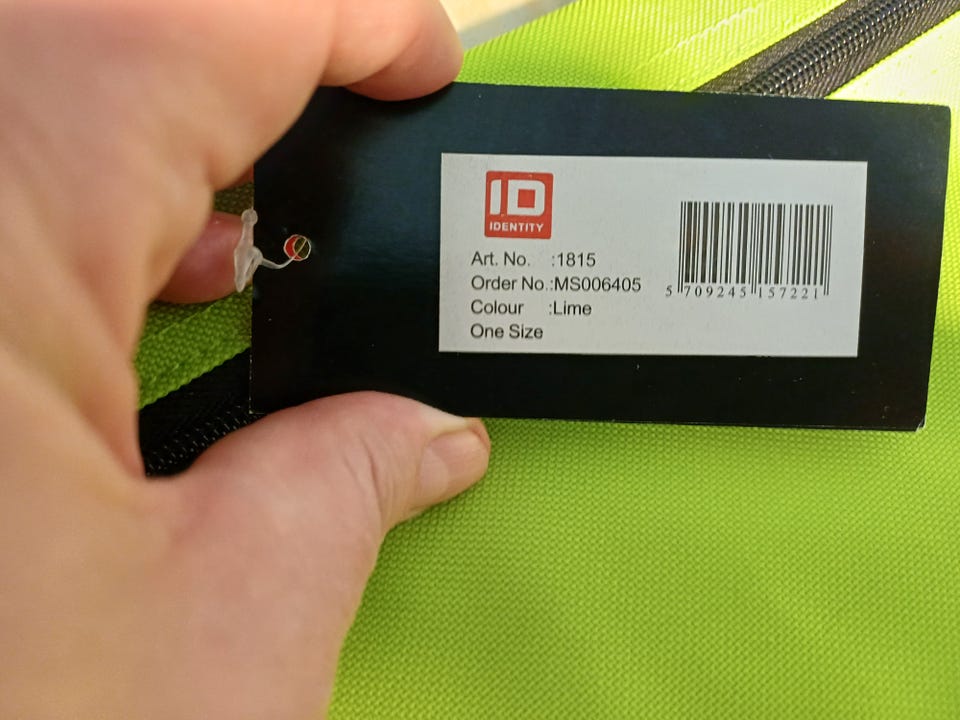 ID
IDENTITY
Art. No. :1815
Order No.:MS006405
Colour :Lime
One Size
5 709245 157221